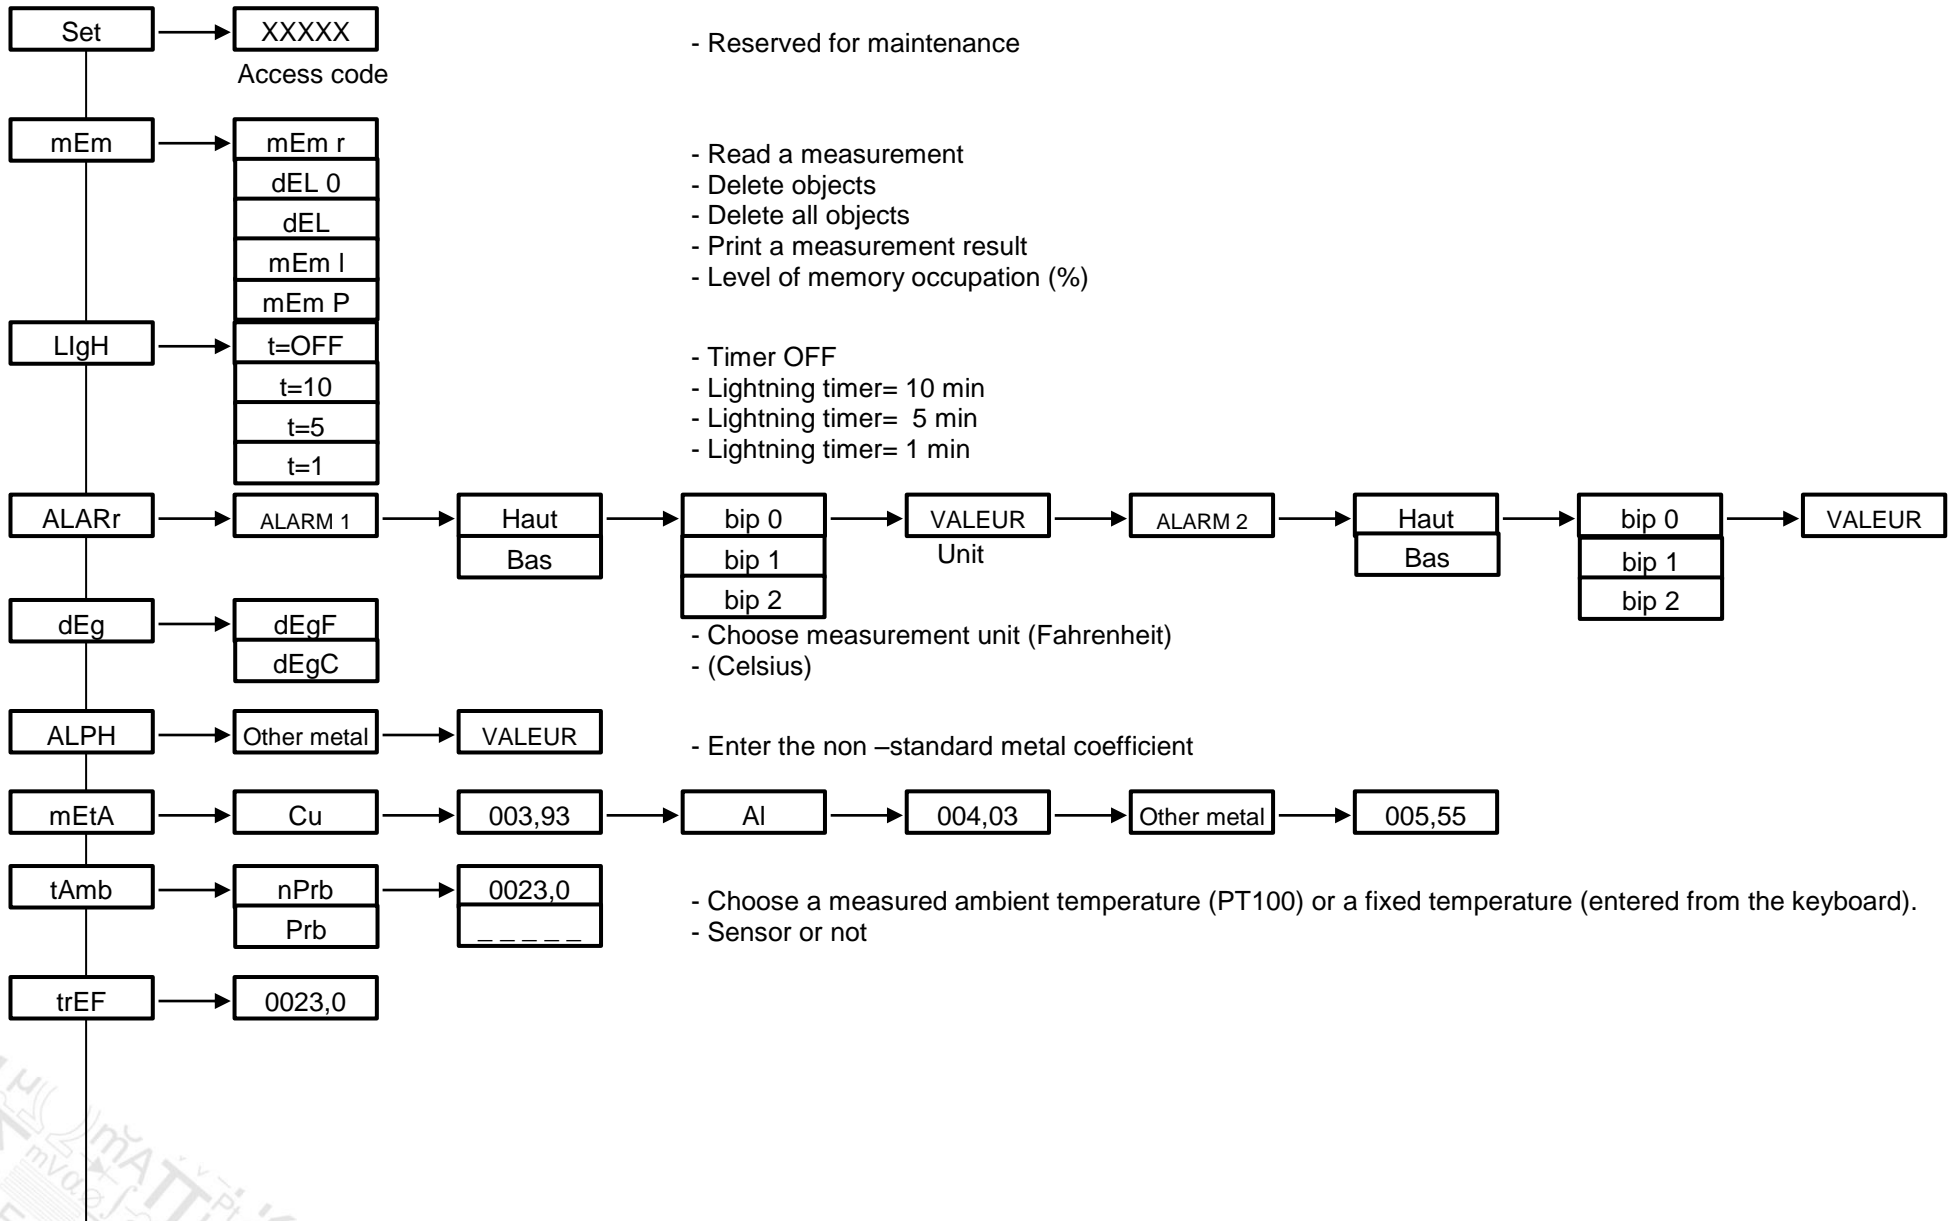 Set XXXXX - Reserved for maintenance
Access code
mEm mEm r - Read a measurement
dEL 0 - Delete objects
dEL - Delete all objects
mEm I - Print a measurement result
mEm P - Level of memory occupation (%)
LIgH t=OFF - Timer OFF
t=10 - Lightning timer= 10 min
t=5 - Lightning timer=  5 min
t=1 - Lightning timer= 1 min
ALARr ALARM 1 Haut bip 0 VALEUR ALARM 2 Haut bip 0 VALEUR
Bas bip 1 Unit Bas bip 1
bip 2 bip 2
dEg dEgF - Choose measurement unit (Fahrenheit)
dEgC - (Celsius)
ALPH Other metal VALEUR - Enter the non –standard metal coefficient
mEtA Cu 003,93 Al 004,03 Other metal 005,55
tAmb nPrb 0023,0 - Choose a measured ambient temperature (PT100) or a fixed temperature (entered from the keyboard).
Prb _ _ _ _ _ - Sensor or not
trEF 0023,0